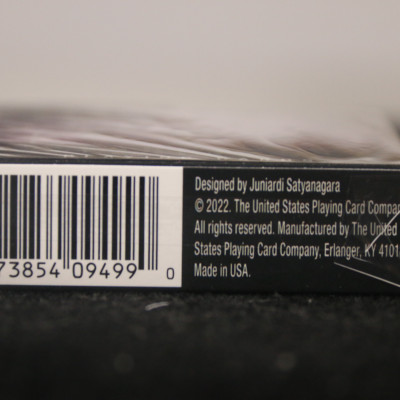 Designed by Juniardi Satyanagara
© 2022. The United States Playing Card Compa
All rights reserved. Manufactured by The United
States Playing Card Company, Erlanger, KY 4101
Made in USA.
73854 09499 0